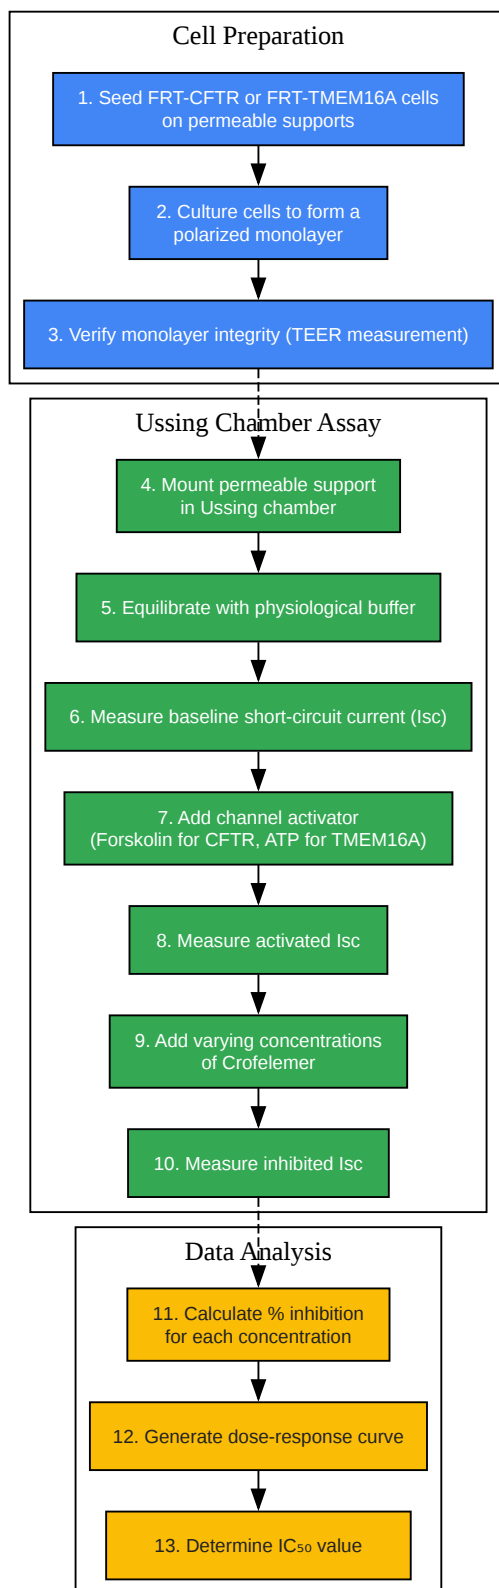 Cell Preparation
1. Seed FRT-CFTR or FRT-TMEM16A cells
on permeable supports
2. Culture cells to form a
polarized monolayer
3. Verify monolayer integrity (TEER measurement)
Ussing Chamber Assay
4. Mount permeable support
in Ussing chamber
5. Equilibrate with physiological buffer
6. Measure baseline short-circuit current (Isc)
7. Add channel activator
(Forskolin for CFTR, ATP for TMEM16A)
8. Measure activated Isc
9. Add varying concentrations
of Crofelemer
10. Measure inhibited Isc
Data Analysis
11. Calculate % inhibition
for each concentration
12. Generate dose-response curve
13. Determine IC₅₀ value